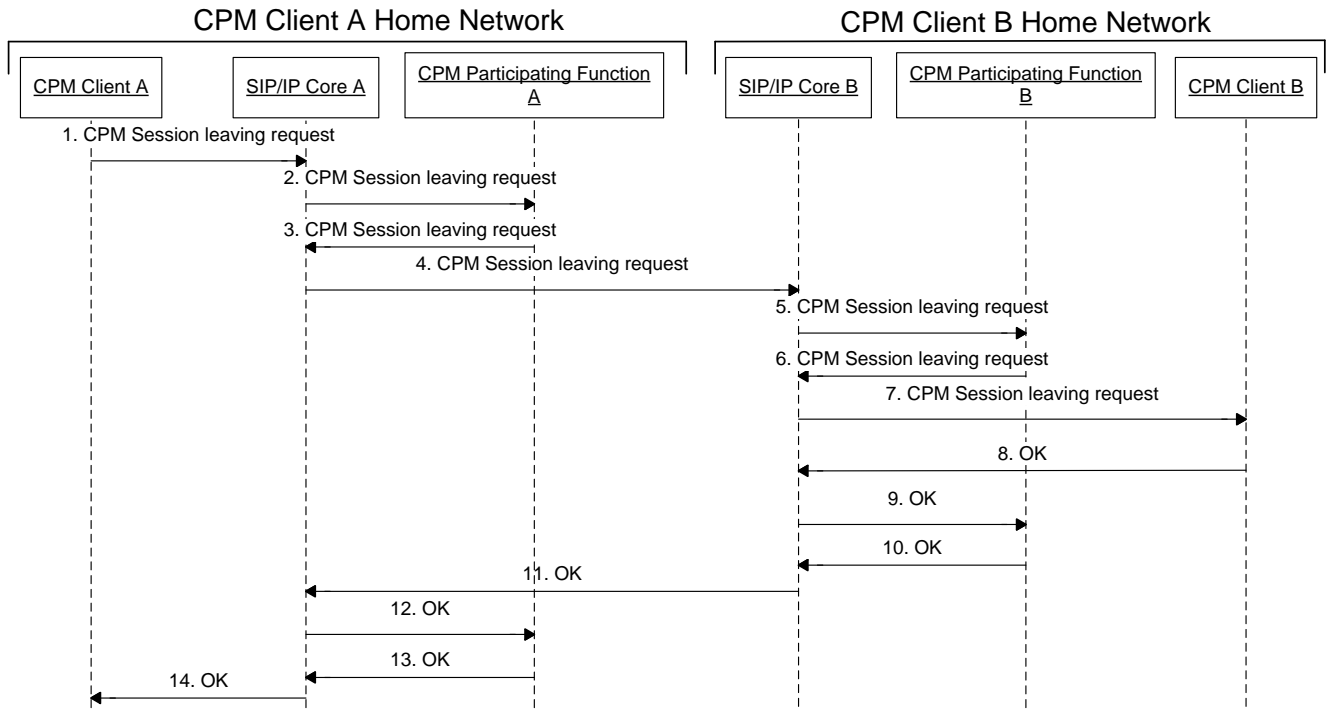 CPM Client A Home Network
CPM Client B Home Network
CPM Client A
SIP/IP Core A
CPM Participating Function
A
SIP/IP Core B
CPM Participating Function
B
CPM Client B
1. CPM Session leaving request
2. CPM Session leaving request
3. CPM Session leaving request
4. CPM Session leaving request
5. CPM Session leaving request
6. CPM Session leaving request
7. CPM Session leaving request
8. OK
9. OK
10. OK
11. OK
12. OK
13. OK
14. OK